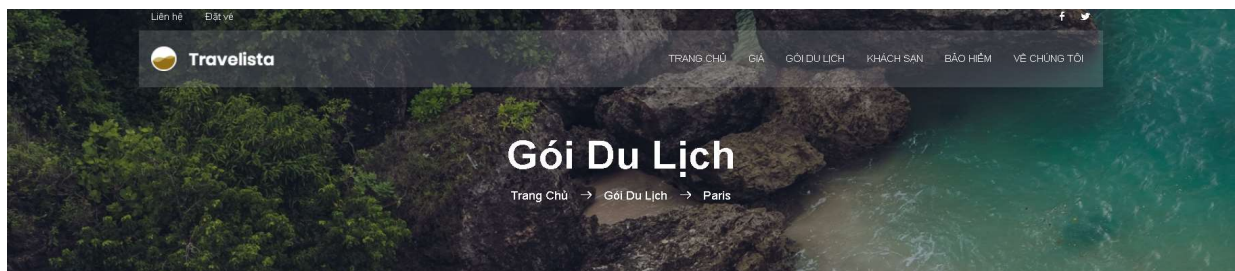 Liên hệ Đặt vé
Travelista
TRANG CHỦ GIÁ GÓI DU LỊCH KHÁCH SẠN BẢO HIỂM VỀ CHÚNG TÔI
Gói Du Lịch
Trang Chủ → Gói Du Lịch → Paris